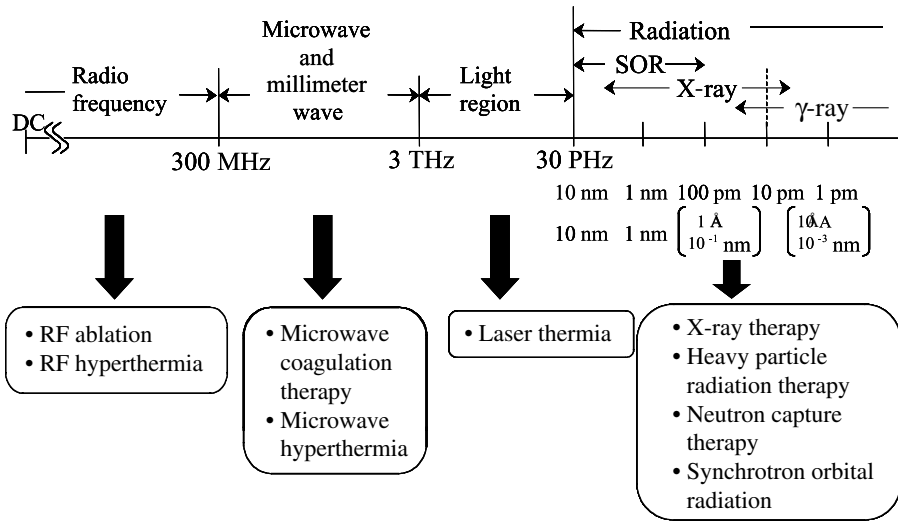 Microwave
and
millimeter
wave
Radio
frequency
Light
region
Radiation
SOR
X-ray
γ-ray
DC
300 MHz
3 THz
30 PHz
10 nm 1 nm 100 pm 10 pm 1 pm
10 nm 1 nm
1 Å
10⁻¹ nm
10⁻³ nm
• RF ablation
• RF hyperthermia
• Microwave
coagulation
therapy
• Microwave
hyperthermia
• Laser thermia
• X-ray therapy
• Heavy particle
radiation therapy
• Neutron capture
therapy
• Synchrotron orbital
radiation